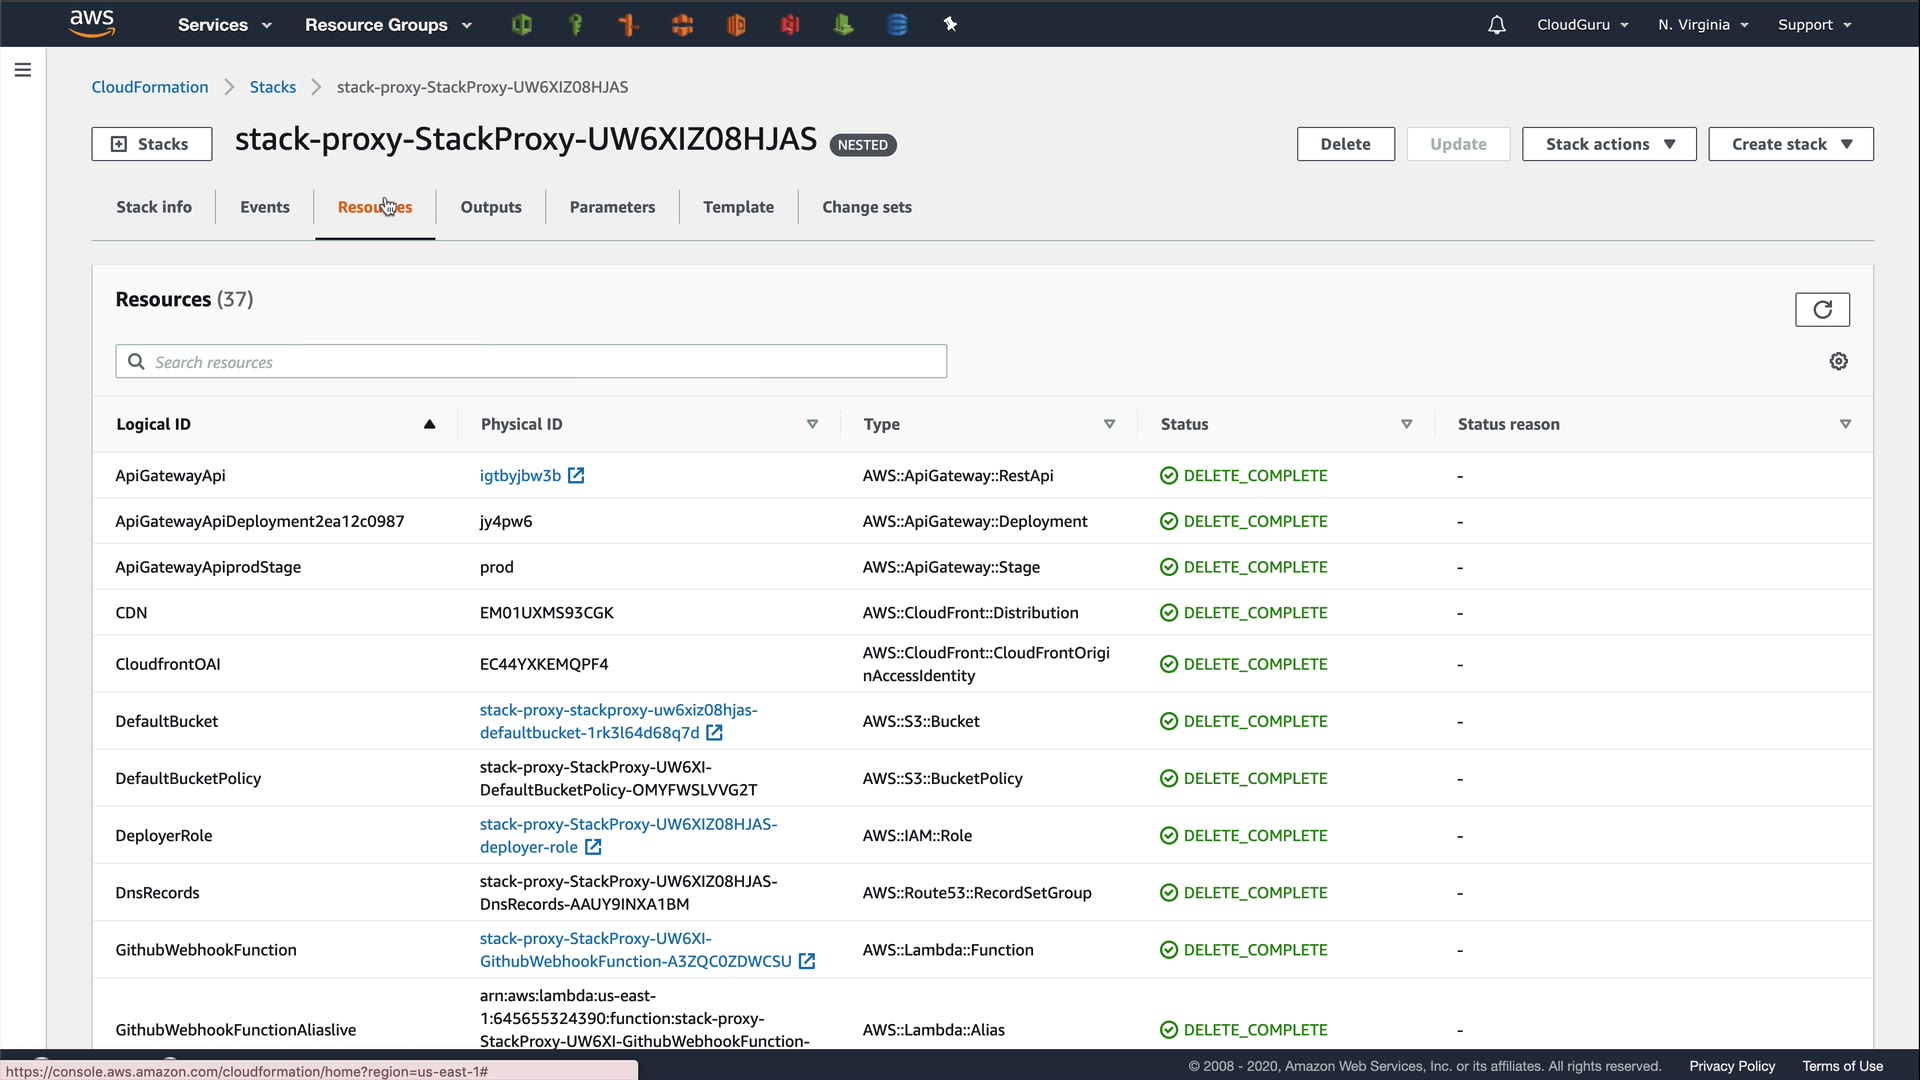 aws
Services
Resource Groups
CloudGuru
N. Virginia
Support
CloudFormation
Stacks
stack-proxy-StackProxy-UW6XIZ08HJAS
Stacks
stack-proxy-StackProxy-UW6XIZ08HJAS
NESTED
Delete
Update
Stack actions
Create stack
Stack info
Events
Resources
Outputs
Parameters
Template
Change sets
Resources (37)
Search resources
Logical ID
Physical ID
Type
Status
Status reason
ApiGatewayApi
igtbyjbw3b
AWS::ApiGateway::RestApi
DELETE_COMPLETE
-
ApiGatewayApiDeployment2ea12c0987
jy4pw6
AWS::ApiGateway::Deployment
DELETE_COMPLETE
-
ApiGatewayApiprodStage
prod
AWS::ApiGateway::Stage
DELETE_COMPLETE
-
CDN
EM01UXMS93CGK
AWS::CloudFront::Distribution
DELETE_COMPLETE
-
CloudfrontOAI
EC44YXKEMQPF4
AWS::CloudFront::CloudFrontOrigi
nAccessIdentity
DELETE_COMPLETE
-
DefaultBucket
stack-proxy-stackproxy-uw6xiz08hjas-
defaultbucket-1rk3l64d68q7d
AWS::S3::Bucket
DELETE_COMPLETE
-
DefaultBucketPolicy
stack-proxy-StackProxy-UW6XI-
DefaultBucketPolicy-OMYFWSLVVG2T
AWS::S3::BucketPolicy
DELETE_COMPLETE
-
DeployerRole
stack-proxy-StackProxy-UW6XIZ08HJAS-
deployer-role
AWS::IAM::Role
DELETE_COMPLETE
-
DnsRecords
stack-proxy-StackProxy-UW6XIZ08HJAS-
DnsRecords-AAUY9INXA1BM
AWS::Route53::RecordSetGroup
DELETE_COMPLETE
-
GithubWebhookFunction
stack-proxy-StackProxy-UW6XI-
GithubWebhookFunction-A3ZQC0ZDWCSU
AWS::Lambda::Function
DELETE_COMPLETE
-
GithubWebhookFunctionAliaslive
arn:aws:lambda:us-east-
1:645655324390:function:stack-proxy-
StackProxy-UW6XI-GithubWebhookFunction-
AWS::Lambda::Alias
DELETE_COMPLETE
-
https://console.aws.amazon.com/cloudformation/home?region=us-east-1#
© 2008 - 2020, Amazon Web Services, Inc. or its affiliates. All rights reserved.
Privacy Policy
Terms of Use